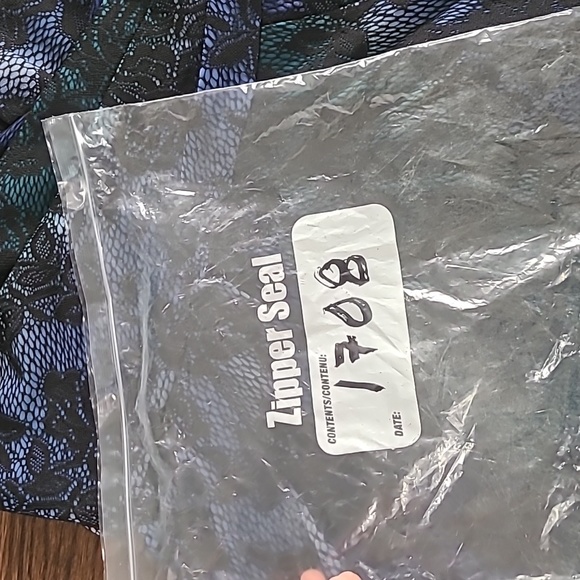 Zipper Seal
CONTENTS/CONTENU:
1708
DATE: